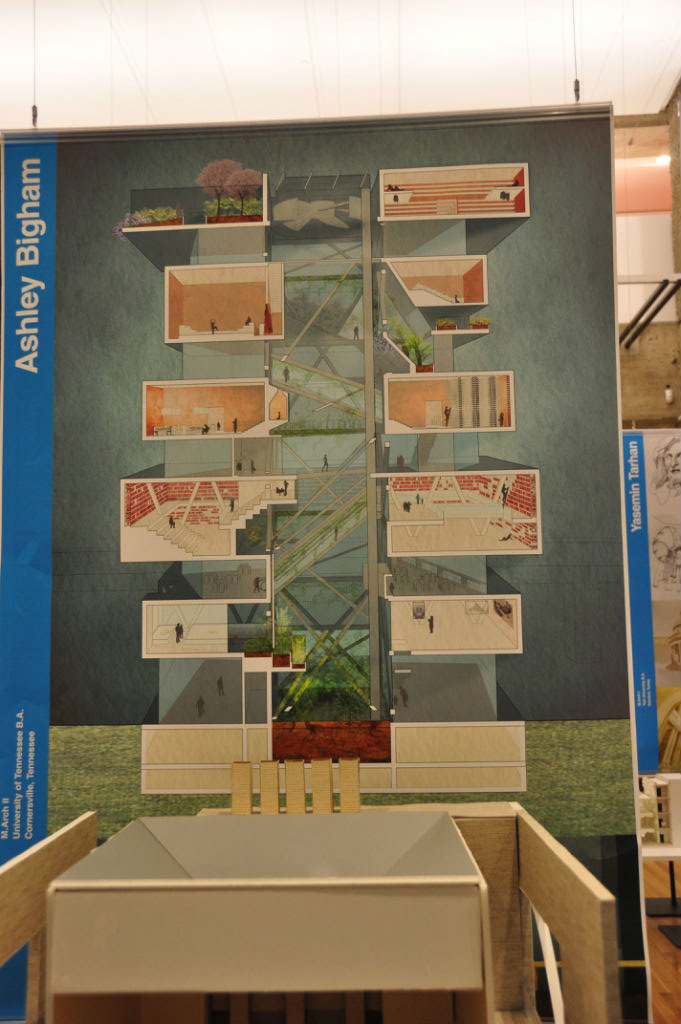 Ashley Bigham
M.Arch II
University of Tennessee B.A.
Cornersville, Tennessee
Yasemin Tarhan